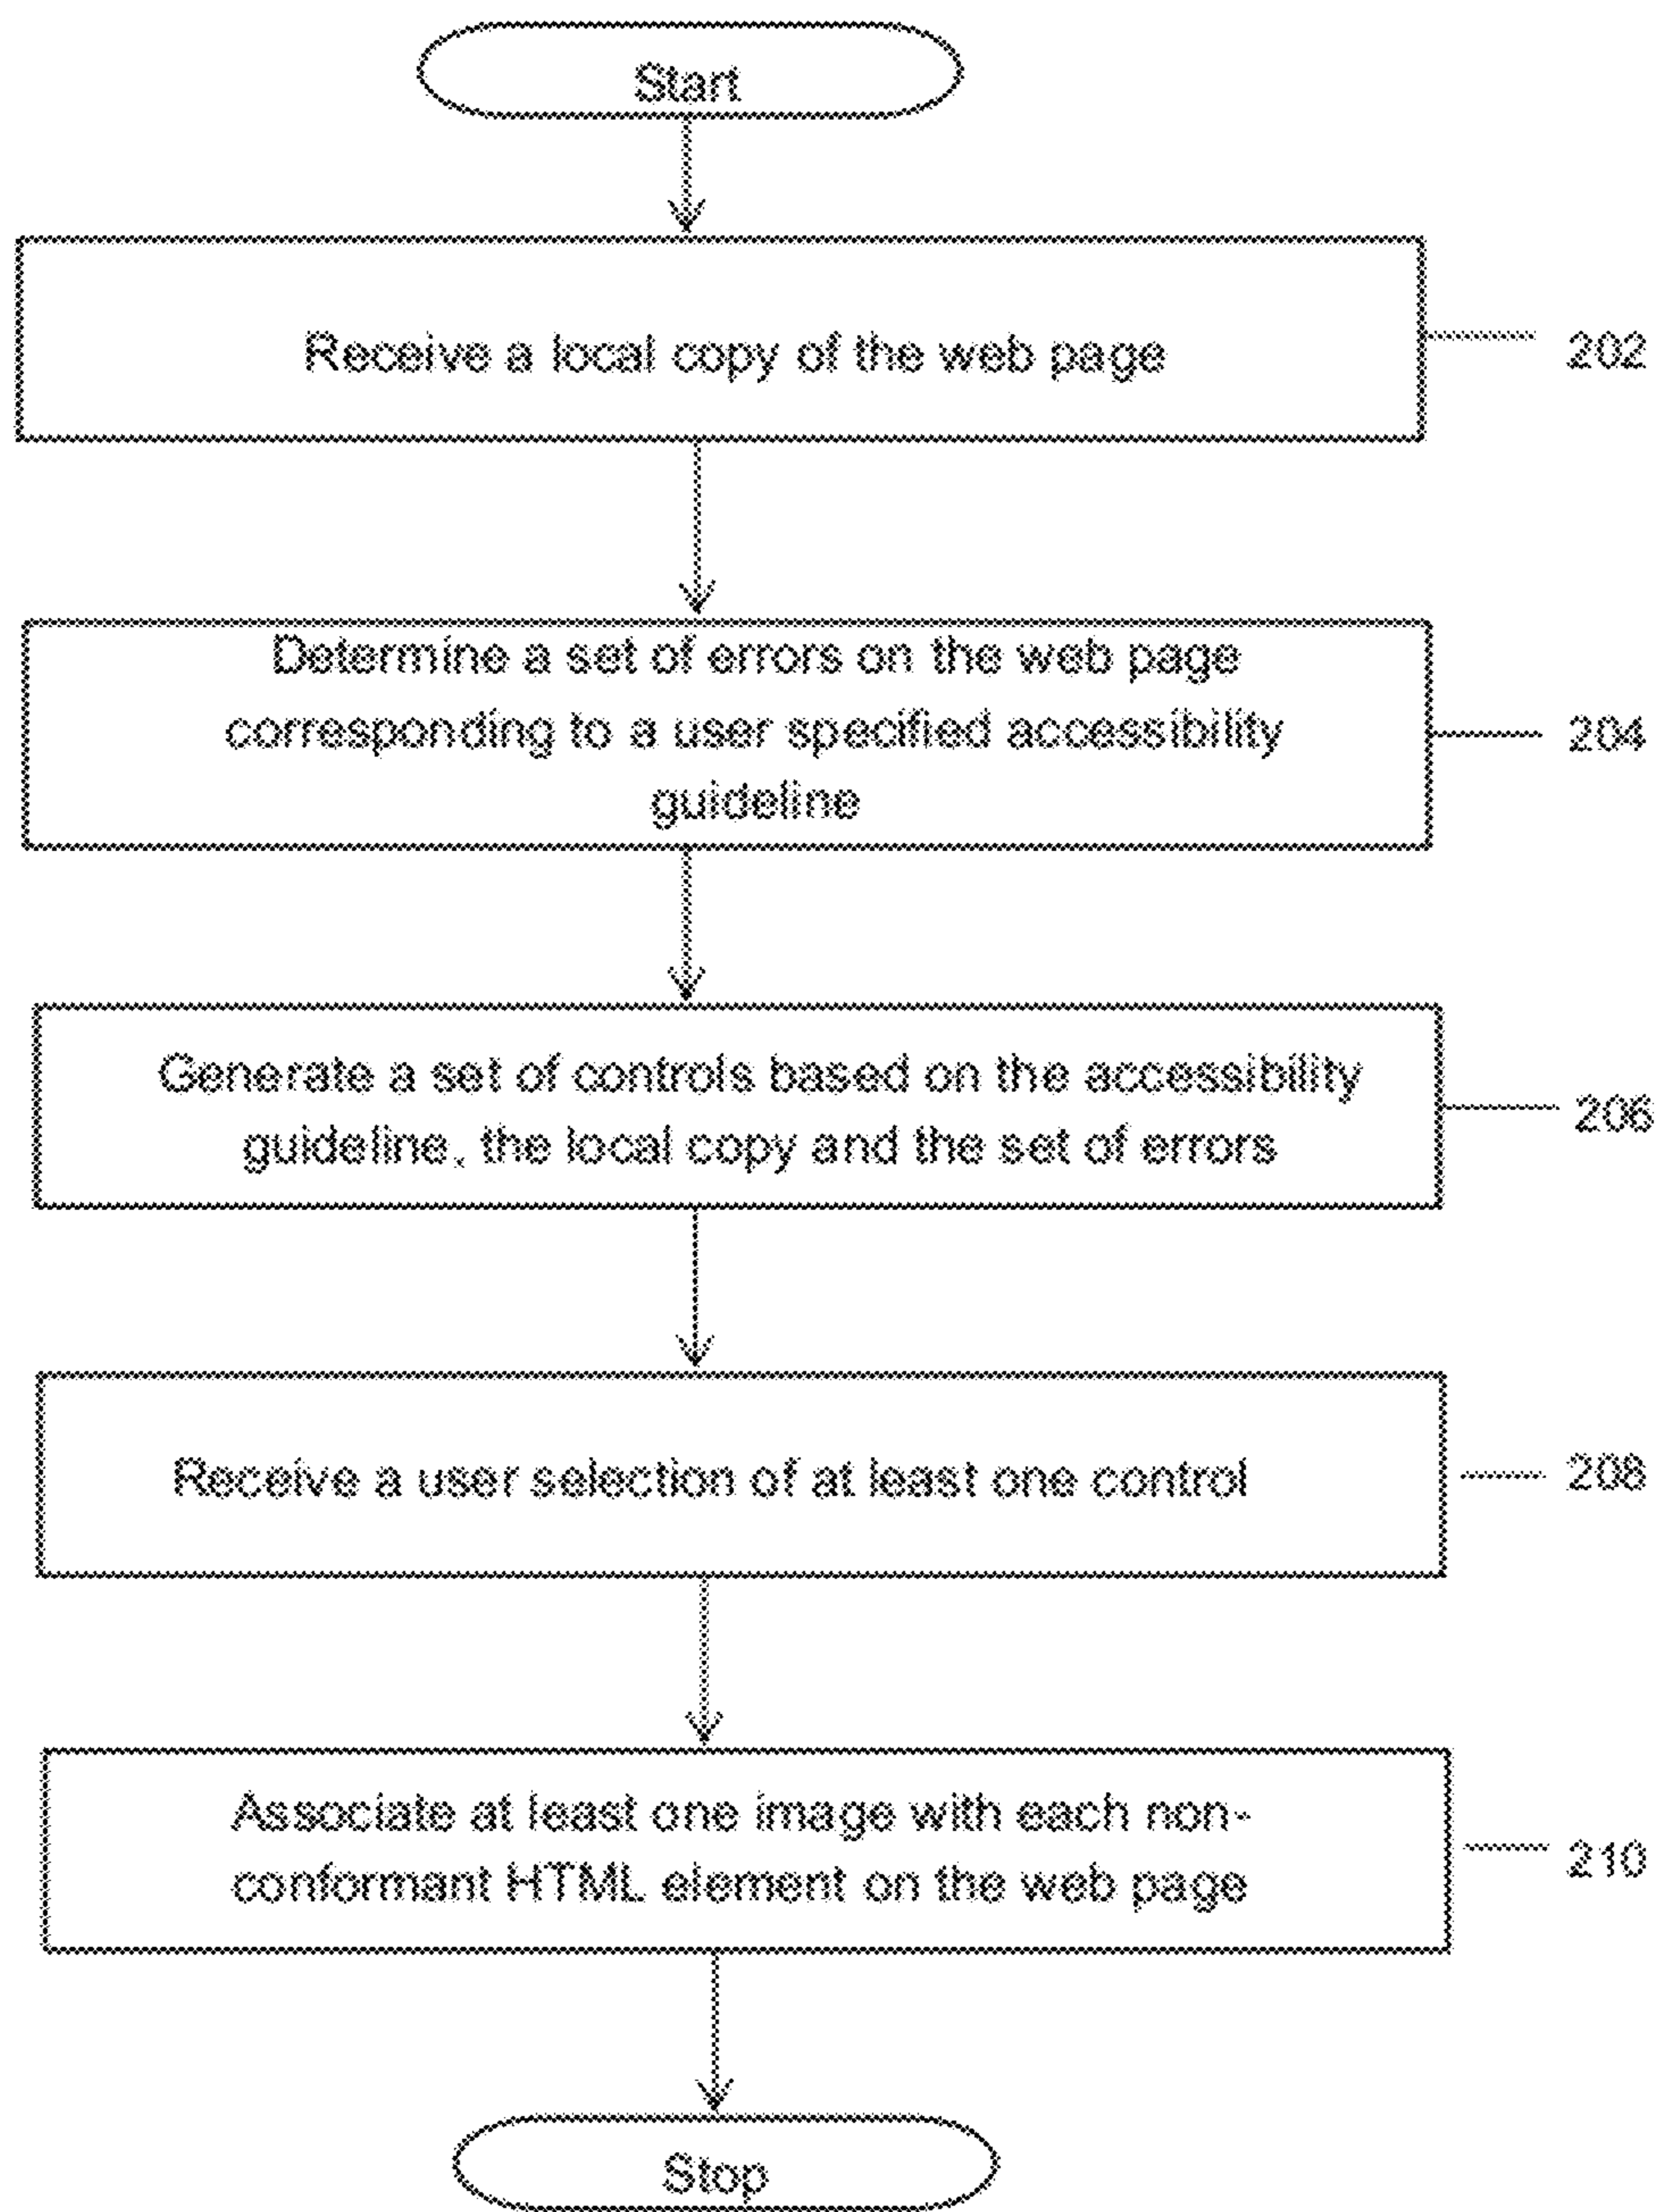 Start
Receive a local copy of the web page
202
Determine a set of errors on the web page
corresponding to a user specified accessibility
guideline
204
Generate a set of controls based on the accessibility
guideline, the local copy and the set of errors
206
Receive a user selection of at least one control
208
Associate at least one image with each non-
conformant HTML element on the web page
210
Stop